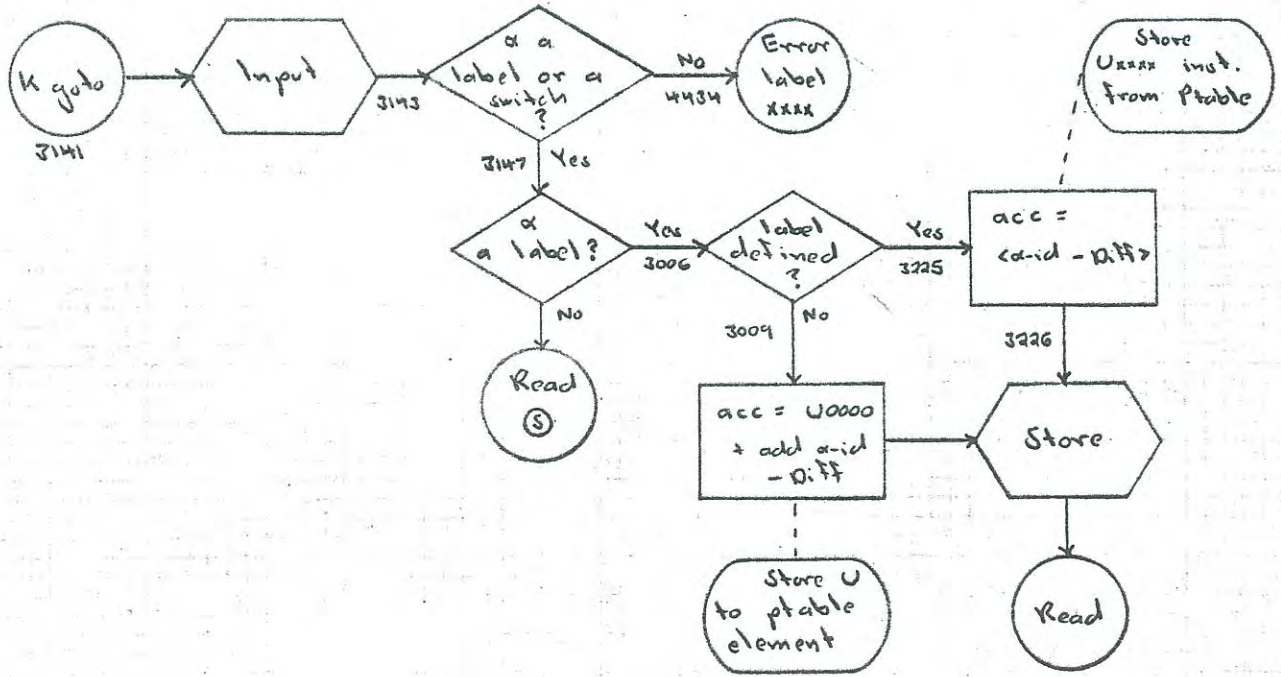 K goto
3141
Input
3143
α a
label or a
switch
?
No
4434
Error
label
xxxx
Store
Uxxxx inst.
from Ptable
3147
Yes
α
a label?
Yes
3006
label
defined
?
Yes
3225
acc =
<α-id - Diff>
No
Read
S
3009
No
3226
acc = U0000
+ add α-id
- Diff
Store
Store U
to ptable
element
Read